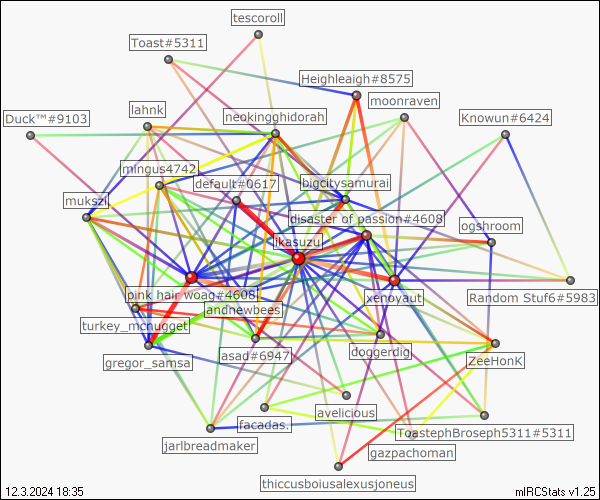 tescoroll
Toast#5311
Heighleigh#8575
moonraven
lahnk
neokingghidorah
Knowun#6424
Duck™#9103
mingus4742
default#0617
bigcitysamurai
mukszi
disaster of passion#4608
ogshroom
likasuzu
pink hair woag#4608
andnewbees
xenoyaut
Random Stuf6#5983
turkey_mcnugget
gregor_samsa
asad#6947
doggerdig
ZeeHonK
avelicious
facadas.
ToastephBroseph5311#5311
jarlbreadmaker
gazpachoman
thiccusboiusalexusjoneus
12.3.2024 18:35
mIRCStats v1.25